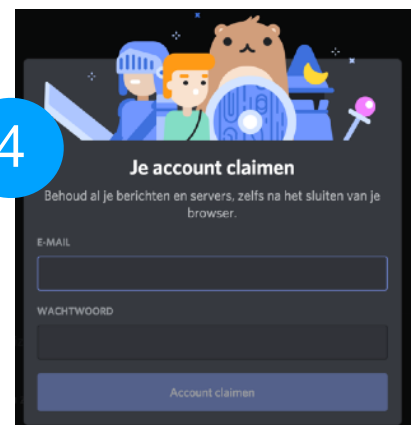 4
Je account claimen
Behoud al je berichten en servers, zelfs na het sluiten van je
browser.
E-MAIL
WACHTWOORD
Account claimen